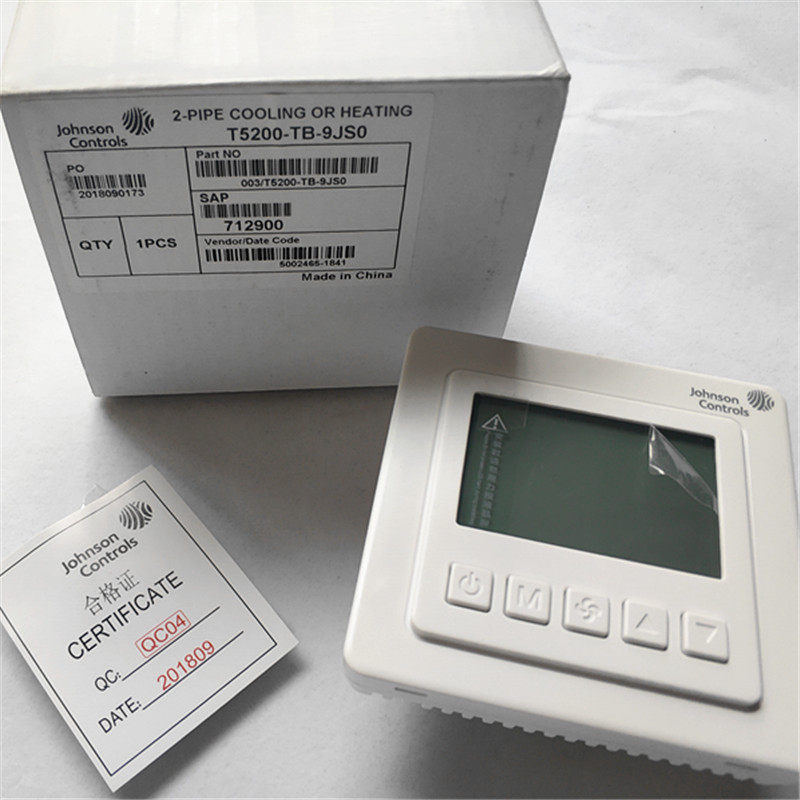 Johnson
Controls
2-PIPE COOLING OR HEATING
T5200-TB-9JS0
PO
2018090173
Part NO
003/T5200-TB-9JS0
SAP
712900
QTY
1PCS
Vendor/Date Code
5002465-1841
Made in China
Johnson
Controls
M
Johnson
Controls
合格证
CERTIFICATE
QC: QC04
DATE: 201809